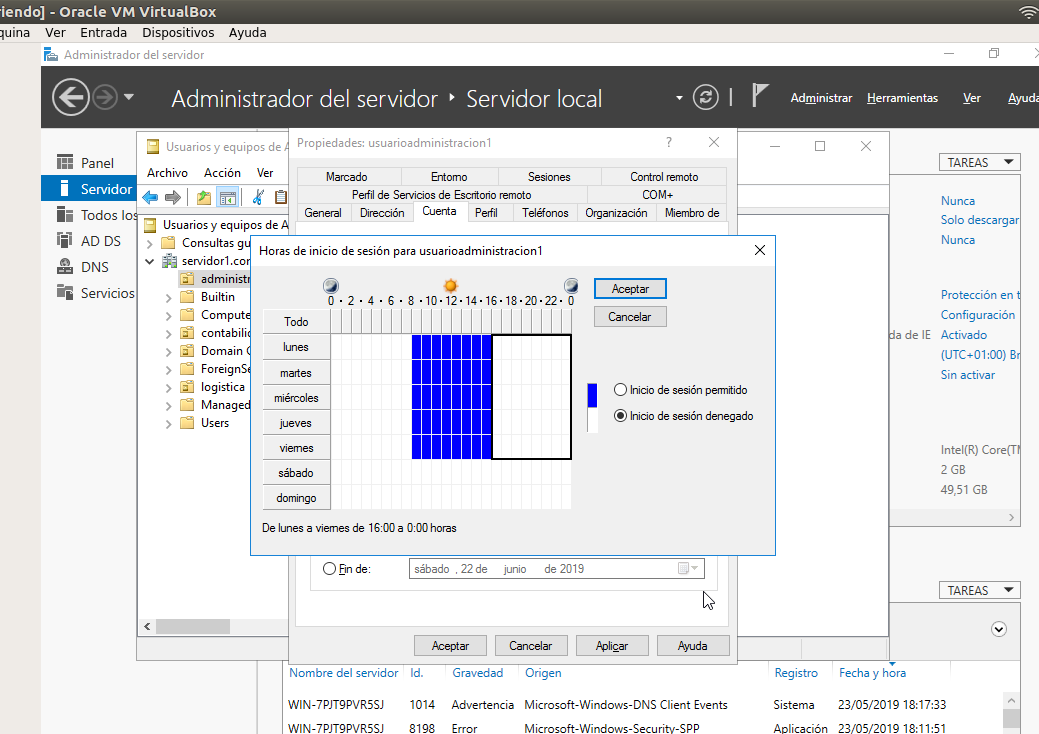 iendo] - Oracle VM VirtualBox
quina Ver Entrada Dispositivos Ayuda
Administrador del servidor
Administrador del servidor ‣ Servidor local
Administrar Herramientas Ver Ayuda
Usuarios y equipos de A
Propiedades: usuarioadministracion1 ?
Archivo Acción Ver
Panel
Servidor
Todos los
AD DS
DNS
Servicios
Marcado Entorno Sesiones Control remoto
Perfil de Servicios de Escritorio remoto COM+
General Dirección Cuenta Perfil Teléfonos Organización Miembro de
Usuarios y equipos de A
Consultas gu
servidor1.cor
administr
Builtin
Compute
contabilid
Domain C
ForeignSe
logistica
Managed
Users
Horas de inicio de sesión para usuarioadministracion1
0 · 2 · 4 · 6 · 8 · 10 · 12 · 14 · 16 · 18 · 20 · 22 · 0
Todo
lunes
martes
miércoles
jueves
viernes
sábado
domingo
Aceptar
Cancelar
Inicio de sesión permitido
Inicio de sesión denegado
De lunes a viernes de 16:00 a 0:00 horas
Fin de: sábado , 22 de junio de 2019
Aceptar Cancelar Aplicar Ayuda
TAREAS
Nunca
Solo descargar
Nunca
Protección en t
Configuración
da de IE Activado
(UTC+01:00) Br
Sin activar
Intel(R) Core(TM
2 GB
49,51 GB
TAREAS
Nombre del servidor Id. Gravedad Origen Registro Fecha y hora
WIN-7PJT9PVR5SJ 1014 Advertencia Microsoft-Windows-DNS Client Events Sistema 23/05/2019 18:17:33
WIN-7PJT9PVR5SJ 8198 Error Microsoft-Windows-Security-SPP Aplicación 23/05/2019 18:11:51